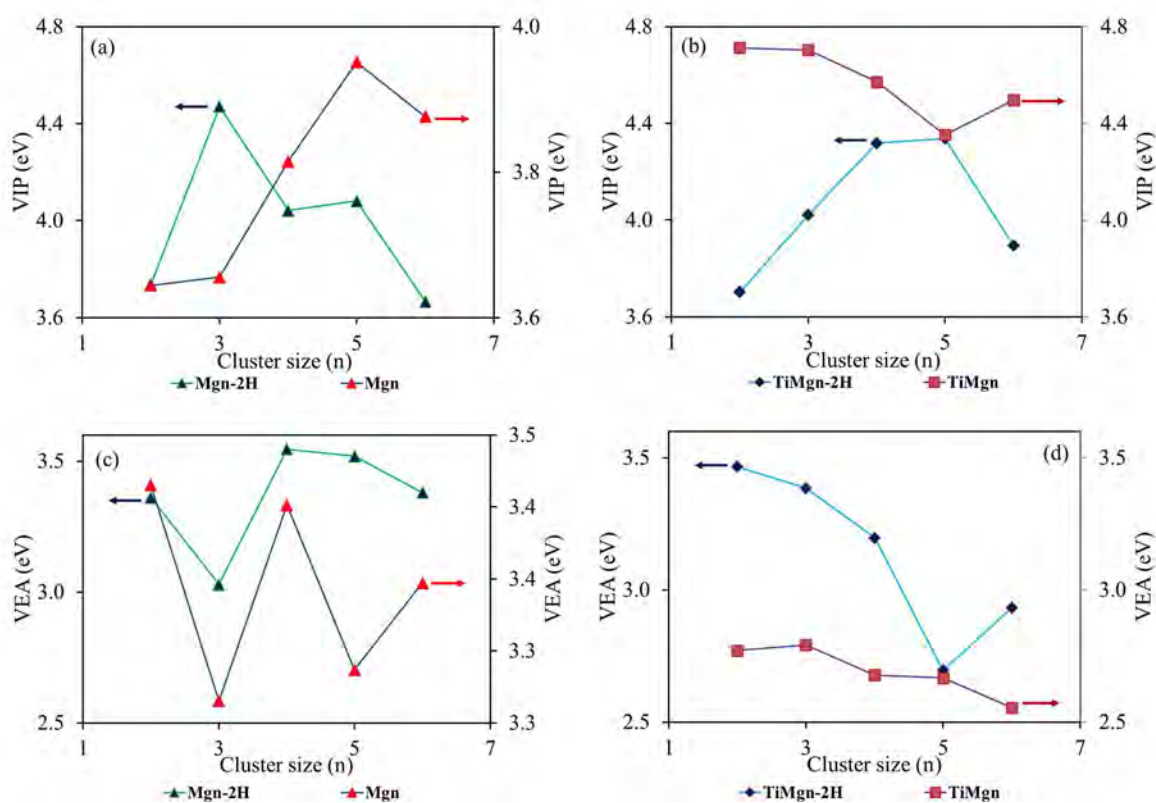 (a)
VIP (eV)
4.8
4.4
4.0
3.6
4.0
3.8
3.6
VIP (eV)
1 3 5 7
Cluster size (n)
Mgn-2H Mgn
(b)
VIP (eV)
4.8
4.4
4.0
3.6
4.8
4.4
4.0
3.6
VIP (eV)
1 3 5 7
Cluster size (n)
TiMgn-2H TiMgn
(c)
VEA (eV)
3.5
3.0
2.5
3.5
3.4
3.4
3.3
3.3
VEA (eV)
1 3 5 7
Cluster size (n)
Mgn-2H Mgn
(d)
VEA (eV)
3.5
3.0
2.5
3.5
3.0
2.5
VEA (eV)
1 3 5 7
Cluster size (n)
TiMgn-2H TiMgn